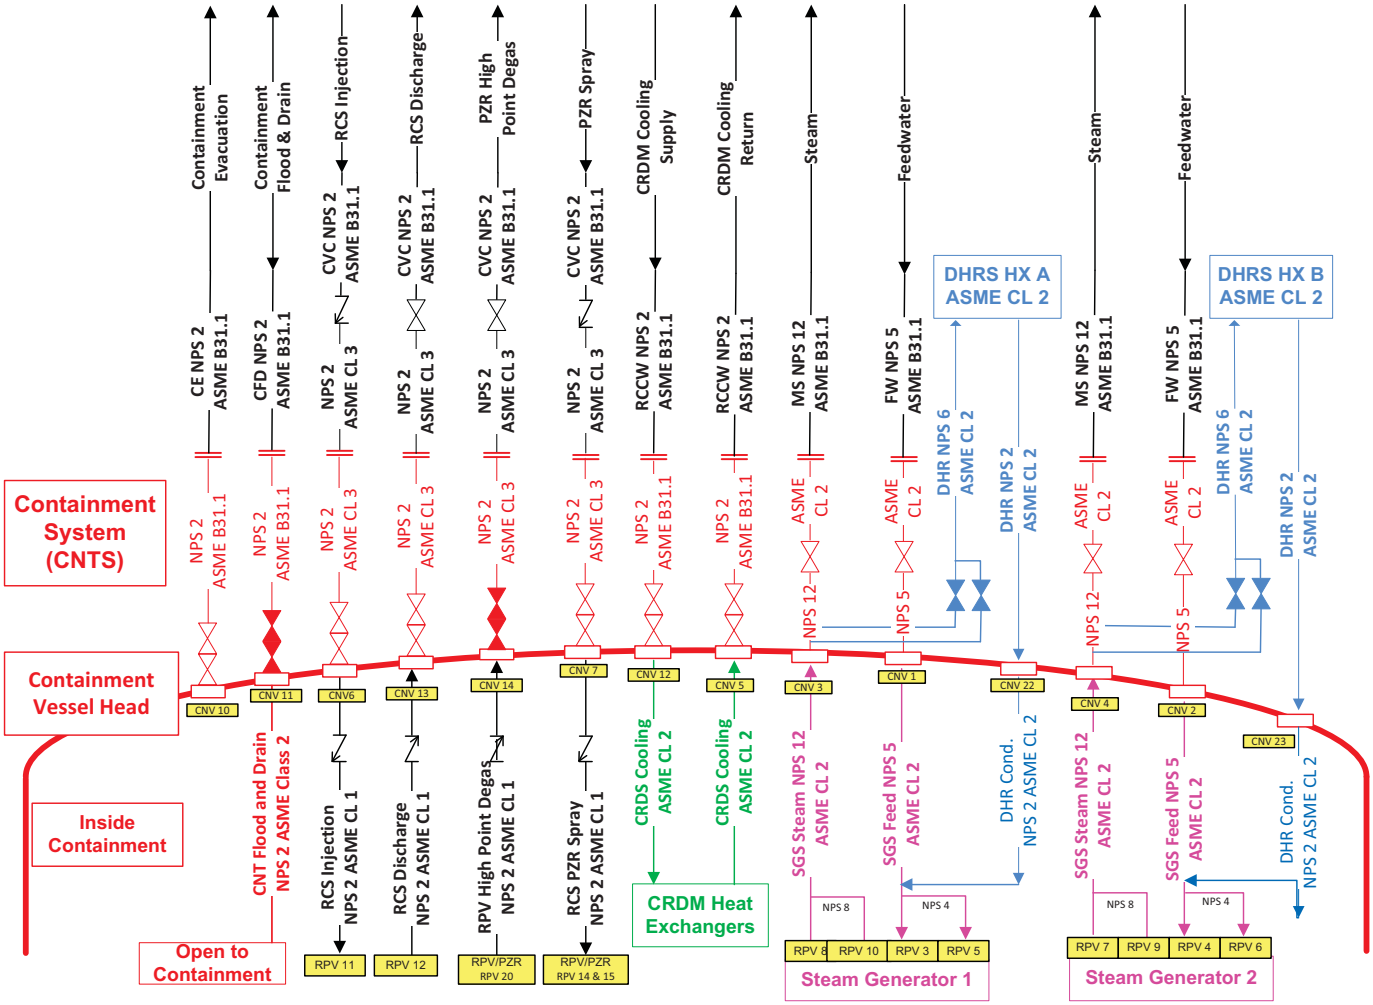 Containment
Evacuation
Containment
Flood & Drain
RCS Injection
RCS Discharge
PZR High
Point Degas
PZR Spray
CRDM Cooling
Supply
CRDM Cooling
Return
Steam
Feedwater
Steam
Feedwater
CVC NPS 2
ASME B31.1
CVC NPS 2
ASME B31.1
CVC NPS 2
ASME B31.1
CVC NPS 2
ASME B31.1
DHRS HX A
ASME CL 2
DHRS HX B
ASME CL 2
CE NPS 2
ASME B31.1
CFD NPS 2
ASME B31.1
NPS 2
ASME CL 3
NPS 2
ASME CL 3
NPS 2
ASME CL 3
NPS 2
ASME CL 3
RCCW NPS 2
ASME B31.1
RCCW NPS 2
ASME B31.1
MS NPS 12
ASME B31.1
FW NPS 5
ASME B31.1
DHR NPS 6
ASME CL 2
DHR NPS 2
ASME CL 2
MS NPS 12
ASME B31.1
FW NPS 5
ASME B31.1
DHR NPS 6
ASME CL 2
DHR NPS 2
ASME CL 2
Containment
System
(CNTS)
NPS 2
ASME B31.1
NPS 2
ASME B31.1
NPS 2
ASME CL 3
NPS 2
ASME CL 3
NPS 2
ASME CL 3
NPS 2
ASME CL 3
NPS 2
ASME B31.1
NPS 2
ASME B31.1
ASME
CL 2
ASME
CL 2
ASME
CL 2
ASME
CL 2
NPS 12
NPS 5
NPS 12
NPS 5
Containment
Vessel Head
CNV 10
CNV 11
CNV6
CNV 13
CNV 14
CNV 7
CNV 12
CNV 5
CNV 3
CNV 1
CNV 22
CNV 4
CNV 2
CNV 23
Inside
Containment
CNT Flood and Drain
NPS 2 ASME Class 2
RCS Injection
NPS 2 ASME CL 1
RCS Discharge
NPS 2 ASME CL 1
RPV High Point Degas
NPS 2 ASME CL 1
RCS PZR Spray
NPS 2 ASME CL 1
CRDS Cooling
ASME CL 2
CRDS Cooling
ASME CL 2
SGS Steam NPS 12
ASME CL 2
SGS Feed NPS 5
ASME CL 2
DHR Cond.
NPS 2 ASME CL 2
SGS Steam NPS 12
ASME CL 2
SGS Feed NPS 5
ASME CL 2
DHR Cond.
NPS 2 ASME CL 2
NPS 8
NPS 4
NPS 8
NPS 4
CRDM Heat
Exchangers
Open to
Containment
RPV 11
RPV 12
RPV/PZR
RPV 20
RPV/PZR
RPV 14 & 15
RPV 8
RPV 10
RPV 3
RPV 5
Steam Generator 1
RPV 7
RPV 9
RPV 4
RPV 6
Steam Generator 2